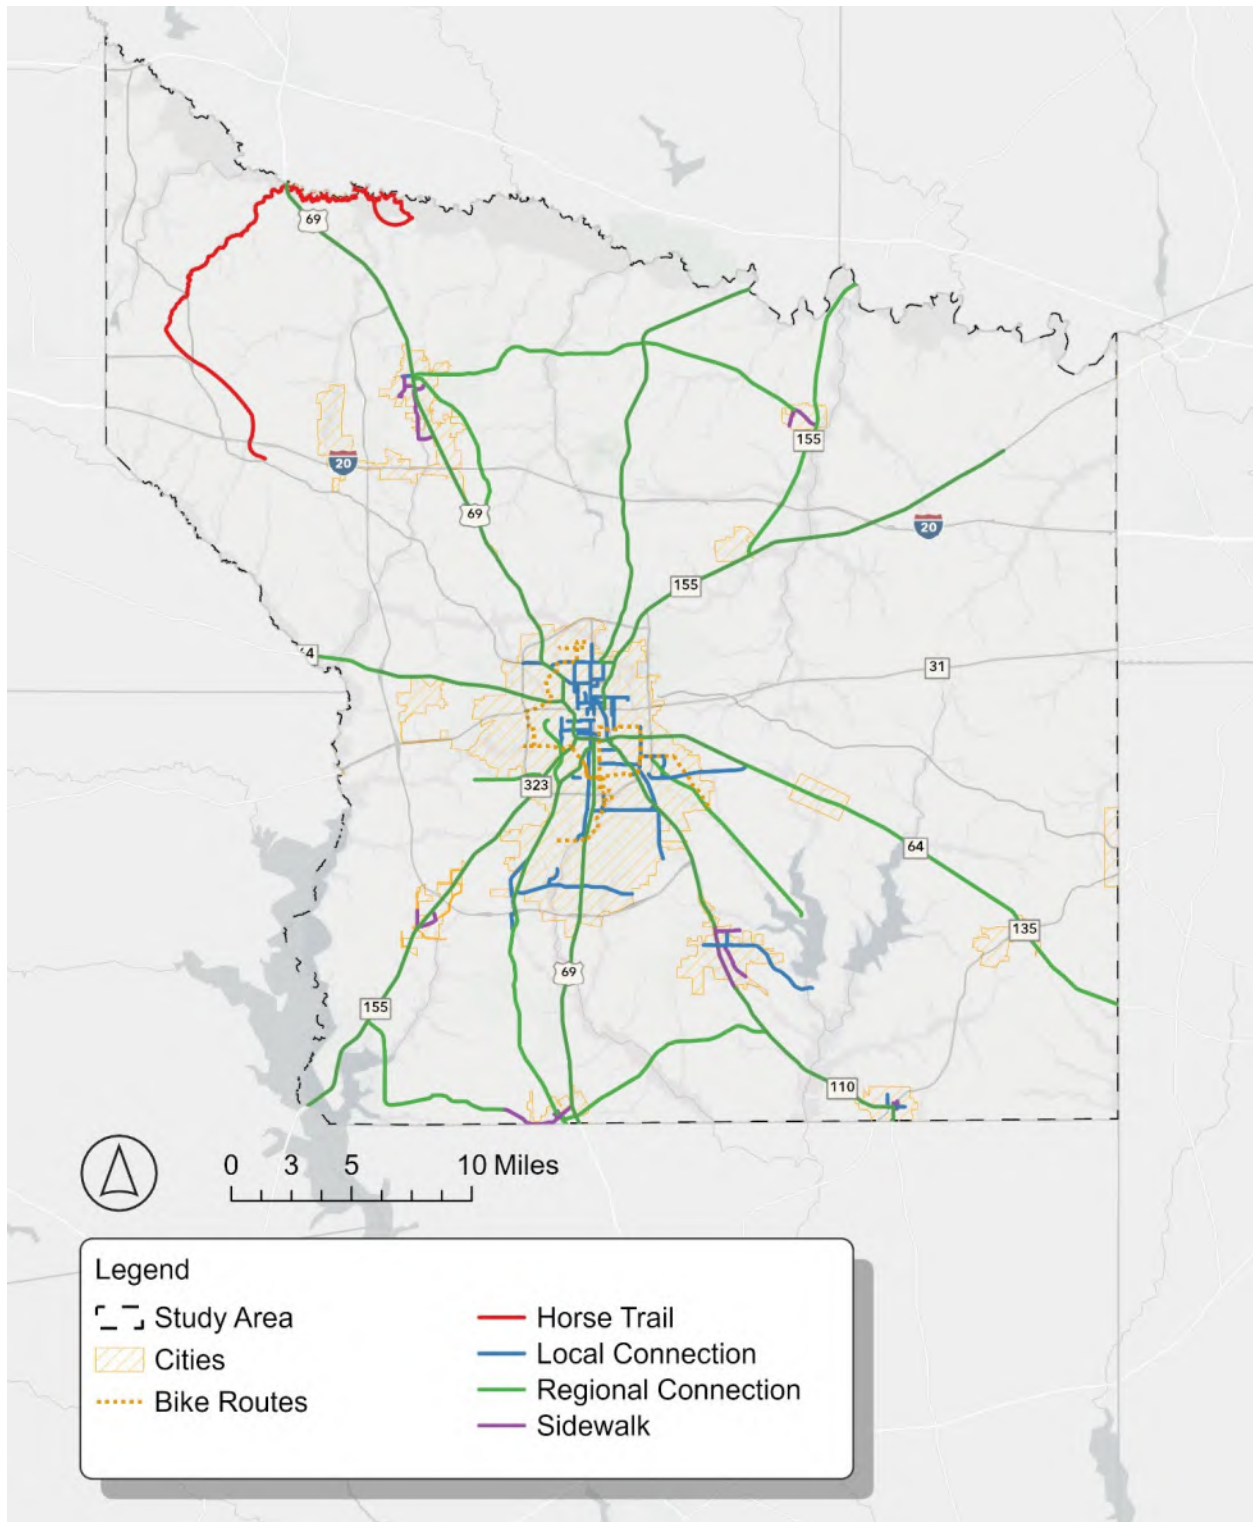 69
155
20
69
20
155
4
31
323
64
135
69
155
110
0 3 5 10 Miles
Legend
Study Area
Cities
Bike Routes
Horse Trail
Local Connection
Regional Connection
Sidewalk